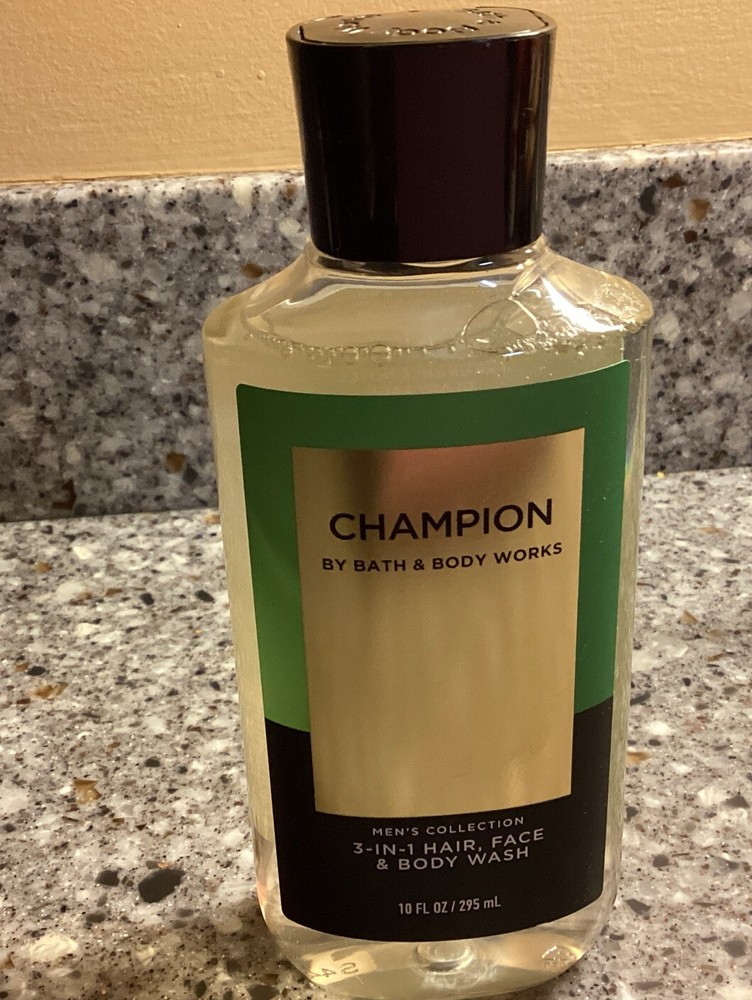 CHAMPION
BY BATH & BODY WORKS
MEN'S COLLECTION
3-IN-1 HAIR, FACE
& BODY WASH
10 FL OZ / 295 mL